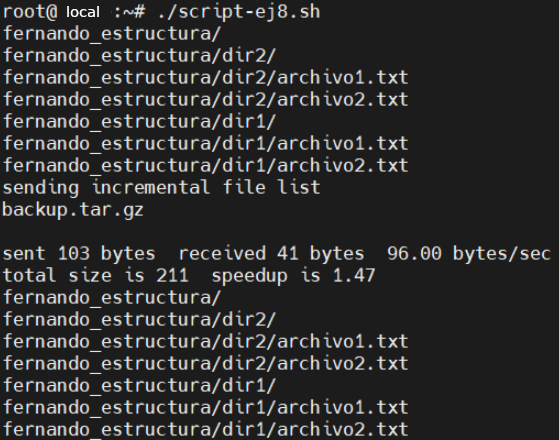 root@ local :~# ./script-ej8.sh
fernando_estructura/
fernando_estructura/dir2/
fernando_estructura/dir2/archivo1.txt
fernando_estructura/dir2/archivo2.txt
fernando_estructura/dir1/
fernando_estructura/dir1/archivo1.txt
fernando_estructura/dir1/archivo2.txt
sending incremental file list
backup.tar.gz
sent 103 bytes  received 41 bytes  96.00 bytes/sec
total size is 211  speedup is 1.47
fernando_estructura/
fernando_estructura/dir2/
fernando_estructura/dir2/archivo1.txt
fernando_estructura/dir2/archivo2.txt
fernando_estructura/dir1/
fernando_estructura/dir1/archivo1.txt
fernando_estructura/dir1/archivo2.txt